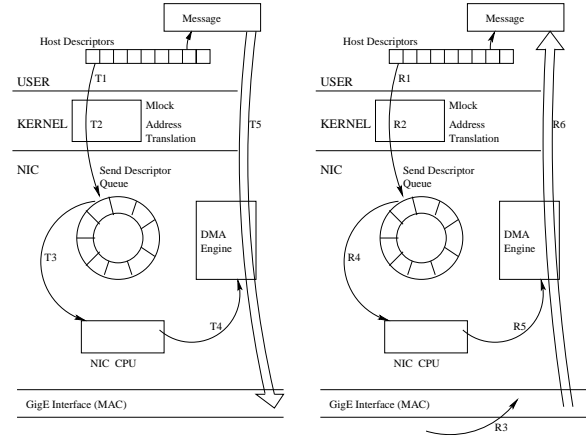 Message
Host Descriptors
T1
USER
Mlock
KERNEL
T2
Address
Translation
T5
NIC
Send Descriptor
Queue
DMA
Engine
T3
T4
NIC CPU
GigE Interface (MAC)
Message
Host Descriptors
R1
USER
Mlock
KERNEL
R2
Address
Translation
R6
NIC
Send Descriptor
Queue
DMA
Engine
R4
R5
NIC CPU
GigE Interface (MAC)
R3